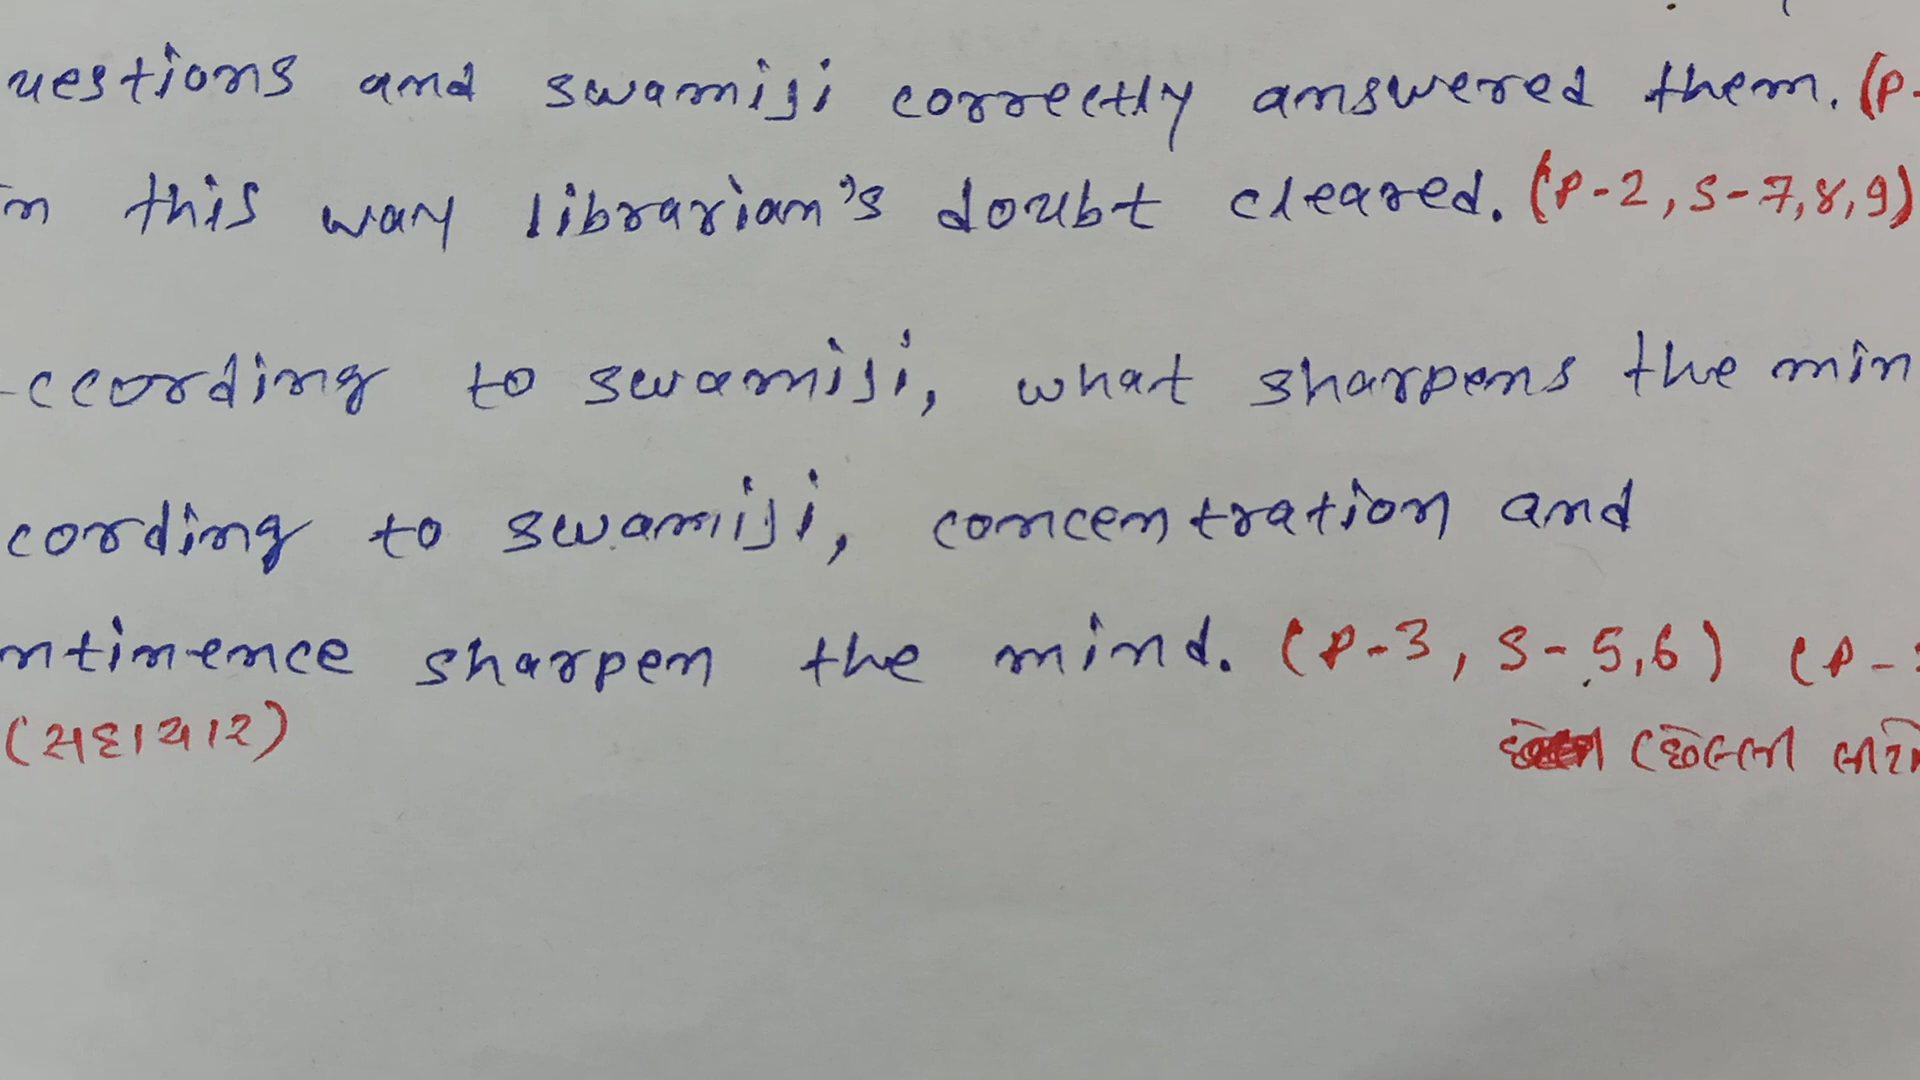 uestions and swamiji correctly answered them. (P-
in this way librarian's doubt cleared. (P-2, S-7,8,9)
ccording to swamiji, what sharpens the min
cording to swamiji, concentration and
ntinence sharpen the mind. (P-3, S-5,6) (P-
(સદાચાર) છેલ્લી